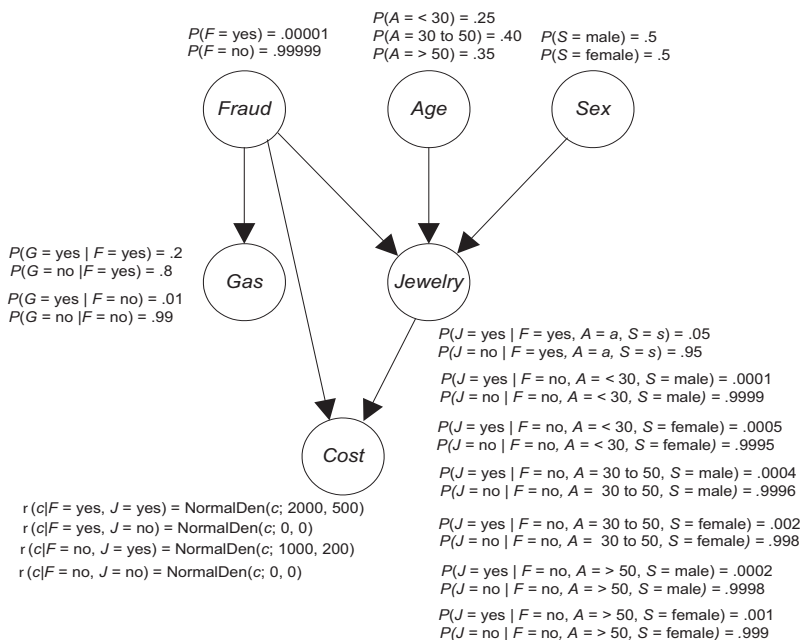 P(F = yes) = .00001
P(F = no) = .99999
P(A = < 30) = .25
P(A = 30 to 50) = .40
P(A = > 50) = .35
P(S = male) = .5
P(S = female) = .5
Fraud
Age
Sex
P(G = yes | F = yes) = .2
P(G = no |F = yes) = .8
P(G = yes | F = no) = .01
P(G = no |F = no) = .99
Gas
Jewelry
P(J = yes | F = yes, A = a, S = s) = .05
P(J = no | F = yes, A = a, S = s) = .95
P(J = yes | F = no, A = < 30, S = male) = .0001
P(J = no | F = no, A = < 30, S = male) = .9999
P(J = yes | F = no, A = < 30, S = female) = .0005
P(J = no | F = no, A = < 30, S = female) = .9995
P(J = yes | F = no, A = 30 to 50, S = male) = .0004
P(J = no | F = no, A = 30 to 50, S = male) = .9996
P(J = yes | F = no, A = 30 to 50, S = female) = .002
P(J = no | F = no, A = 30 to 50, S = female) = .998
P(J = yes | F = no, A = > 50, S = male) = .0002
P(J = no | F = no, A = > 50, S = male) = .9998
P(J = yes | F = no, A = > 50, S = female) = .001
P(J = no | F = no, A = > 50, S = female) = .999
Cost
r (c|F = yes, J = yes) = NormalDen(c; 2000, 500)
r (c|F = yes, J = no) = NormalDen(c; 0, 0)
r (c|F = no, J = yes) = NormalDen(c; 1000, 200)
r (c|F = no, J = no) = NormalDen(c; 0, 0)